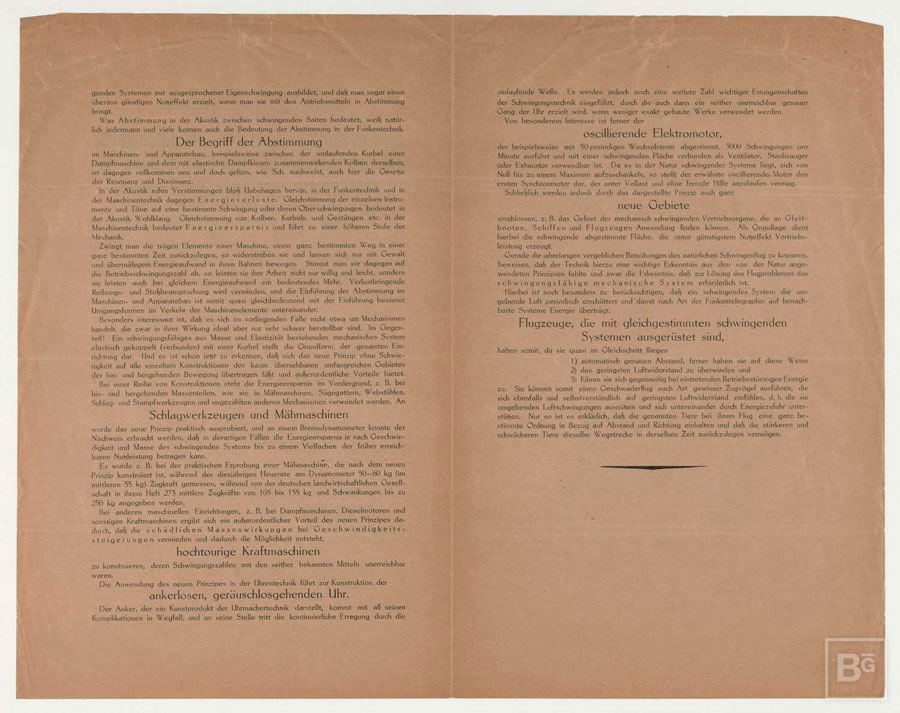 genden Systemen mit ausgesprochener Eigenschwingung ausbildet, und daß man sogar einen
überaus günstigen Nutzeffekt erzielt, wenn man sie mit den Antriebsmitteln in Abstimmung
bringt.
Was Abstimmung in der Akustik zwischen schwingenden Saiten bedeutet, weiß natür-
lich jedermann und viele kennen auch die Bedeutung der Abstimmung in der Funkentechnik.
Der Begriff der Abstimmung
im Maschinen- und Apparatebau, beispielsweise zwischen der umlaufenden Kurbel einer
Dampfmaschine und dem mit elastische Dampfkissen zusammenwirkenden Kolben derselben,
ist dagegen vollkommen neu und doch gelten, wie Sch. nachweist, auch hier die Gesetze
der Resonanz und Dissonanz.
In der Akustik rufen Verstimmungen bloß Unbehagen hervor, in der Funkentechnik und in
der Maschinentechnik dagegen Energieverluste. Gleichstimmung der einzelnen Instru-
mente und Töne auf eine bestimmte Schwingung oder deren Oberschwingungen bedeutet in
der Akustik Wohlklang. Gleichstimmung von Kolben, Kurbeln und Gestängen etc. in der
Maschinentechnik bedeutet Energieersparnis und führt zu einer höheren Stufe der
Mechanik.
Zwingt man die trägen Elemente einer Maschine, einen ganz bestimmten Weg in einer
ganz bestimmten Zeit zurückzulegen, so widerstreben sie und lassen sich nur mit Gewalt
und übermäßigem Energieaufwand in ihren Bahnen bewegen. Stimmt man sie dagegen auf
die Betriebsschwingungszahl ab, so leisten sie ihre Arbeit nicht nur willig und leicht, sondern
sie leisten auch bei gleichem Energieaufwand ein bedeutendes Mehr. Verlustbringende
Reibungs- und Stoßbeanspruchung wird vermieden, und die Einführung der Abstimmung im
Maschinen- und Apparatebau ist somit quasi gleichbedeutend mit der Einführung besserer
Umgangsformen im Verkehr der Maschinenelemente untereinander.
Besonders interessant ist, daß es sich im vorliegenden Falle nicht etwa um Mechanismen
handelt, die zwar in ihrer Wirkung ideal aber nur sehr schwer herstellbar sind. Im Gegen-
teil! Ein schwingungsfähiges aus Masse und Elastizität bestehendes mechanisches System
elastisch gekoppelt (verbunden) mit einer Kurbel stellt die Grundform, der gesamten Ein-
richtung dar. Und es ist schon jetzt zu erkennen, daß sich das neue Prinzip ohne Schwie-
rigkeit auf alle einzelnen Konstruktionen des kaum übersehbaren umfangreichen Gebietes
der hin- und hergehenden Bewegung übertragen läßt und außerordentliche Vorteile bietet.
Bei einer Reihe von Konstruktionen steht die Energieersparnis im Vordergrund, z. B. bei
hin- und hergehenden Massenteilen, wie sie in Mähmaschinen, Sägegattern, Webstühlen,
Schlag- und Stampfwerkzeugen und ungezählten anderen Mechanismen verwendet werden. An
Schlagwerkzeugen und Mähmaschinen
wurde das neue Prinzip praktisch ausprobiert, und an einem Bremsdynamometer konnte der
Nachweis erbracht werden, daß in derartigen Fällen die Energieersparnis je nach Geschwin-
digkeit und Masse des schwingenden Systems bis zu einem Vielfachen der früher erreich-
baren Nutzleistung betragen kann.
Es wurde z. B. bei der praktischen Erprobung einer Mähmaschine, die nach dem neuen
Prinzip konstruiert ist, während der diesjährigen Heuernte am Dynamometer 50—60 kg (im
mittleren 55 kg) Zugkraft gemessen, während von der deutschen landwirtschaftlichen Gesell-
schaft in ihrem Heft 273 mittlere Zugkräfte von 105 bis 155 kg und Schwankungen bis zu
250 kg angegeben werden.
Bei anderen maschinellen Einrichtungen, z. B. bei Dampfmaschinen, Dieselmotoren und
sonstigen Kraftmaschinen ergibt sich ein außerordentlicher Vorteil des neuen Prinzipes da-
durch, daß die schädlichen Massenwirkungen bei Geschwindigkeits-
steigerungen vermieden und dadurch die Möglichkeit entsteht,
hochtourige Kraftmaschinen
zu konstruieren, deren Schwingungszahlen mit den seither bekannten Mitteln unerreichbar
waren.
Die Anwendung des neuen Prinzipes in der Uhrentechnik führt zur Konstruktion der
ankerlosen, geräuschlosgehenden Uhr.
Der Anker, der ein Kunstprodukt der Uhrmachertechnik darstellt, kommt mit all seinen
Komplikationen in Wegfall, und an seine Stelle tritt die kontinuierliche Erregung durch die
umlaufende Welle. Es werden jedoch noch eine weitere Zahl wichtiger Errungenschaften
der Schwingungstechnik eingeführt, durch die auch dann ein seither unerreichbar genauer
Gang der Uhr erzielt wird, wenn weniger exakt gebaute Werke verwendet werden.
Von besonderem Interesse ist ferner der
oscillierende Elektromotor,
der beispielsweise mit 50 periodigen Wechselstrom abgestimmt, 3000 Schwingungen pro
Minute ausführt und mit einer schwingenden Fläche verbunden als Ventilator, Staubsauger
oder Exhaustor verwendbar ist. Da es in der Natur schwingender Systeme liegt, sich von
Null bis zu einem Maximum aufzuschaukeln, so stellt der erwähnte oscillierende Motor den
ersten Synchronmotor dar, der unter Vollast und ohne fremde Hilfe anzulaufen vermag.
Schließlich werden jedoch durch das dargestellte Prinzip auch ganz
neue Gebiete
erschlossen, z. B. das Gebiet der mechanisch schwingenden Vortriebsorgane, die an Gleit-
booten, Schiffen und Flugzeugen Anwendung finden können. Als Grundlage dient
hierbei die schwingende abgestimmte Fläche, die unter günstigstem Nutzeffekt Vortriebs-
leistung erzeugt.
Gerade die jahrelangen vergeblichen Bemühungen den natürlichen Schwingenflug zu kopieren,
beweisen, daß der Technik hierzu eine wichtige Erkenntnis aus den von der Natur ange-
wendeten Prinzipien fehlte und zwar die Erkenntnis, daß zur Lösung des Flugproblemes das
schwingungsfähige mechanische System erforderlich ist.
Hierbei ist noch besonders zu berücksichtigen, daß ein schwingendes System die um-
gebende Luft periodisch erschüttert und damit nach Art der Funkentelegraphie auf benach-
barte Systeme Energie überträgt.
Flugzeuge, die mit gleichgestimmten schwingenden
Systemen ausgerüstet sind,
halten somit, da sie quasi im Gleichschritt fliegen
1) automatisch genauen Abstand, ferner haben sie auf diese Weise
2) den geringsten Luftwiderstand zu überwinden und
3) führen sie sich gegenseitig bei eintretenden Betriebsstörungen Energie
zu. Sie können somit einen Geschwaderflug nach Art gewisser Zugvögel ausführen, die
sich ebenfalls und selbstverständlich auf geringsten Luftwiderstand einfühlen, d. h. die sie
umgebenden Luftschwingungen ausnützen und sich untereinander durch Energiezufuhr unter-
stützen. Nur so ist es erklärlich, daß die genannten Tiere bei ihrem Flug eine ganz be-
stimmte Ordnung in Bezug auf Abstand und Richtung einhalten und daß die stärkeren und
schwächeren Tiere dieselbe Wegstrecke in derselben Zeit zurückzulegen vermögen.
BG